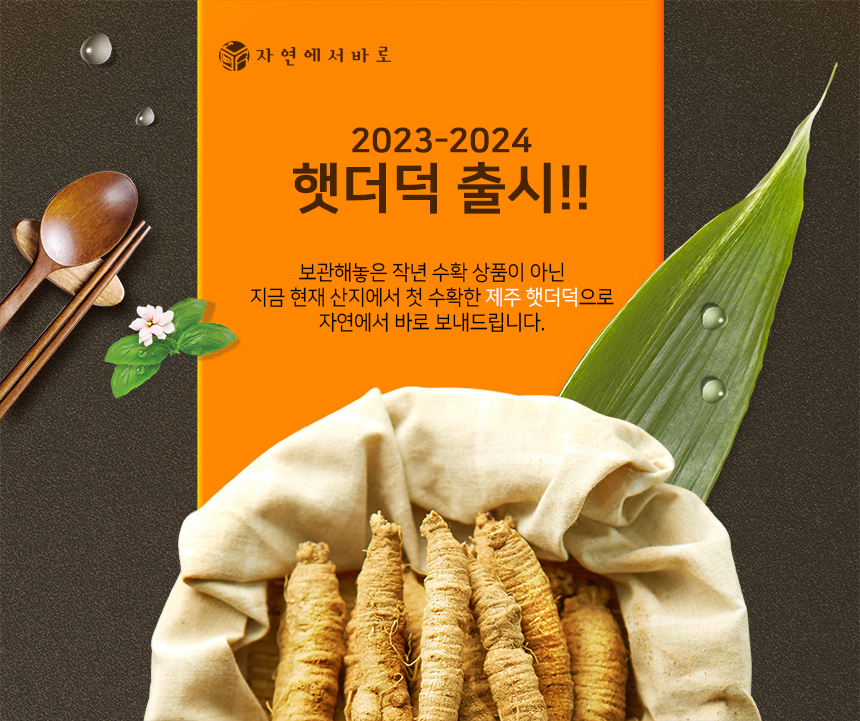 자연에서바로
2023-2024
햇더덕 출시!!
보관해놓은 작년 수확 상품이 아닌
지금 현재 산지에서 첫 수확한 제주 햇더덕으로
자연에서 바로 보내드립니다.